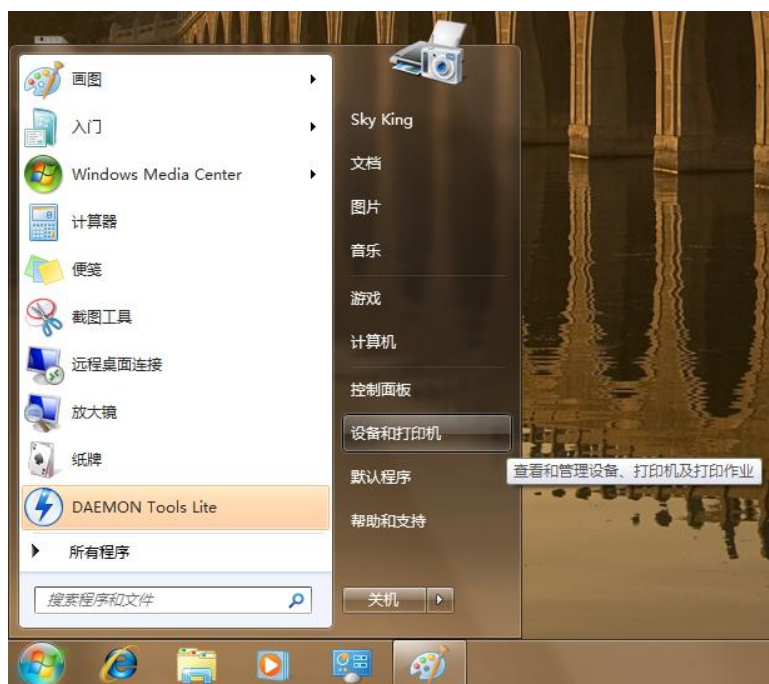 画图
入门
Windows Media Center
计算器
便笺
截图工具
远程桌面连接
放大镜
纸牌
DAEMON Tools Lite
所有程序
搜索程序和文件
Sky King
文档
图片
音乐
游戏
计算机
控制面板
设备和打印机
默认程序
帮助和支持
关机
查看和管理设备、打印机及打印作业